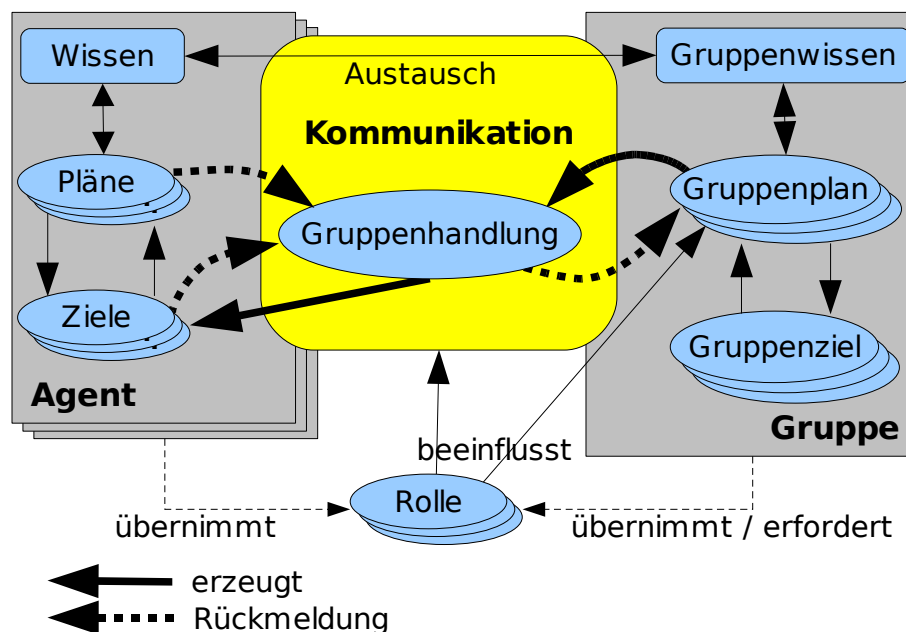 Wissen
Gruppenwissen
Austausch
Kommunikation
Pläne
Gruppenplan
Gruppenhandlung
Ziele
Gruppenziel
Agent
Gruppe
beeinflusst
Rolle
übernimmt
übernimmt / erfordert
erzeugt
Rückmeldung